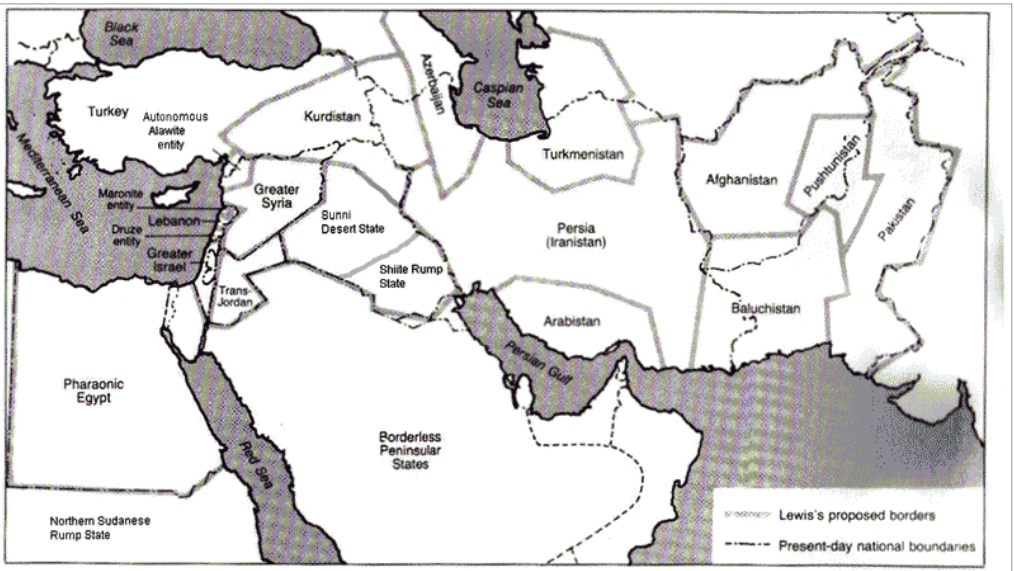 Black
Sea
Caspian
Sea
Azerbaijan
Turkey
Autonomous
Alawite
entity
Kurdistan
Turkmenistan
Mediterranean Sea
Afghanistan
Pushtunistan
Pakistan
Maronite
entity
Lebanon
Druze
entity
Greater
Israel
Greater
Syria
Sunni
Desert State
Persia
(Iranistan)
Shiite Rump
State
Trans-
Jordan
Arabistan
Baluchistan
Persian Gulf
Pharaonic
Egypt
Red Sea
Borderless
Peninsular
States
Northern Sudanese
Rump State
Lewis's proposed borders
Present-day national boundaries